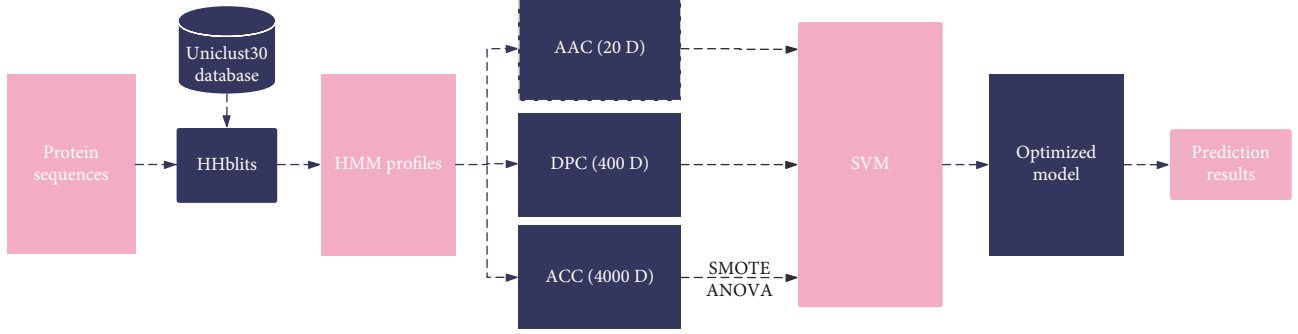 Protein
sequences
Uniclust30
database
HHblits
HMM profiles
AAC (20 D)
DPC (400 D)
ACC (4000 D)
SMOTE
ANOVA
SVM
Optimized
model
Prediction
results